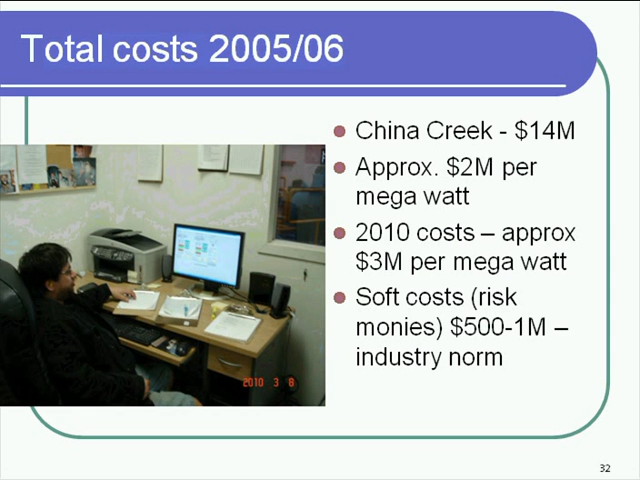 Total costs 2005/06
China Creek - $14M
Approx. $2M per
mega watt
2010 costs – approx
$3M per mega watt
Soft costs (risk
monies) $500-1M –
industry norm
2010 3 8
32